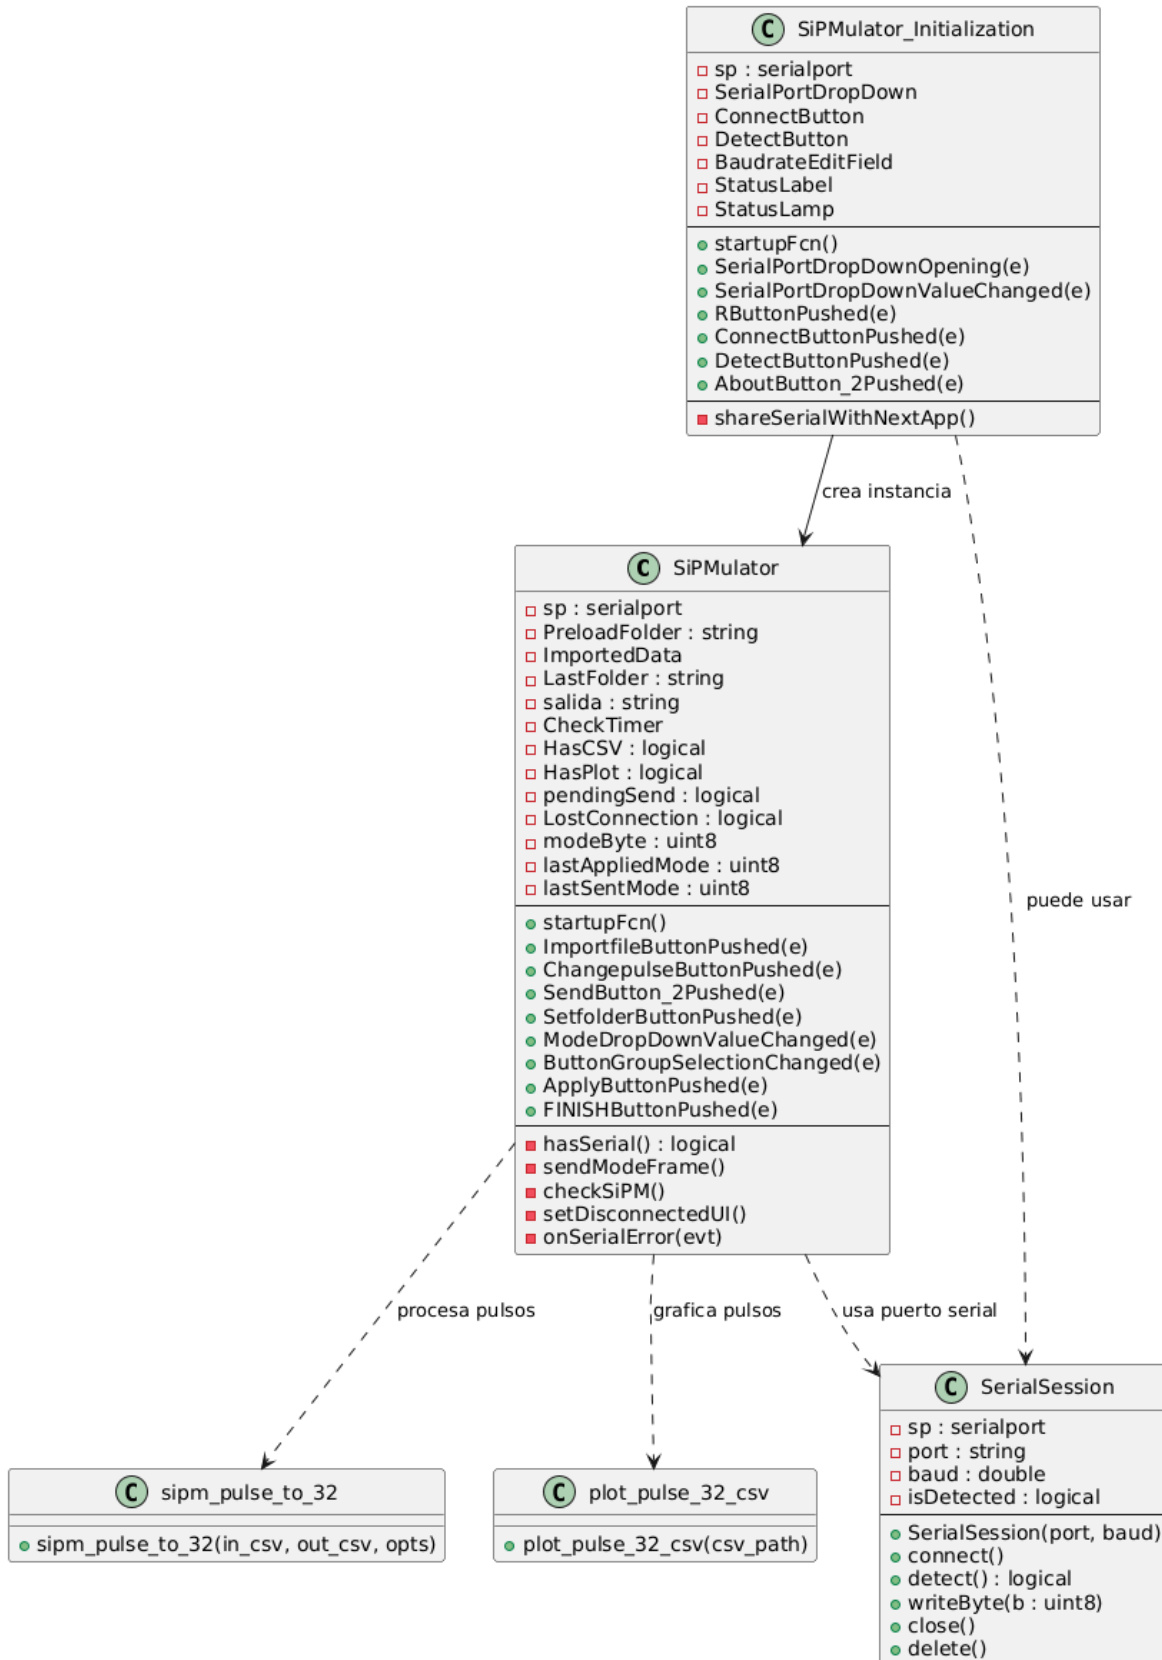 C SiPMulator_Initialization
sp : serialport
SerialPortDropDown
ConnectButton
DetectButton
BaudrateEditField
StatusLabel
StatusLamp
startupFcn()
SerialPortDropDownOpening(e)
SerialPortDropDownValueChanged(e)
RButtonPushed(e)
ConnectButtonPushed(e)
DetectButtonPushed(e)
AboutButton_2Pushed(e)
shareSerialWithNextApp()
crea instancia
C SiPMulator
sp : serialport
PreloadFolder : string
ImportedData
LastFolder : string
salida : string
CheckTimer
HasCSV : logical
HasPlot : logical
pendingSend : logical
LostConnection : logical
modeByte : uint8
lastAppliedMode : uint8
lastSentMode : uint8
startupFcn()
ImportfileButtonPushed(e)
ChangepulseButtonPushed(e)
SendButton_2Pushed(e)
SetfolderButtonPushed(e)
ModeDropDownValueChanged(e)
ButtonGroupSelectionChanged(e)
ApplyButtonPushed(e)
FINISHButtonPushed(e)
hasSerial() : logical
sendModeFrame()
checkSiPM()
setDisconnectedUI()
onSerialError(evt)
puede usar
procesa pulsos
grafica pulsos
usa puerto serial
C sipm_pulse_to_32
sipm_pulse_to_32(in_csv, out_csv, opts)
C plot_pulse_32_csv
plot_pulse_32_csv(csv_path)
C SerialSession
sp : serialport
port : string
baud : double
isDetected : logical
SerialSession(port, baud)
connect()
detect() : logical
writeByte(b : uint8)
close()
delete()